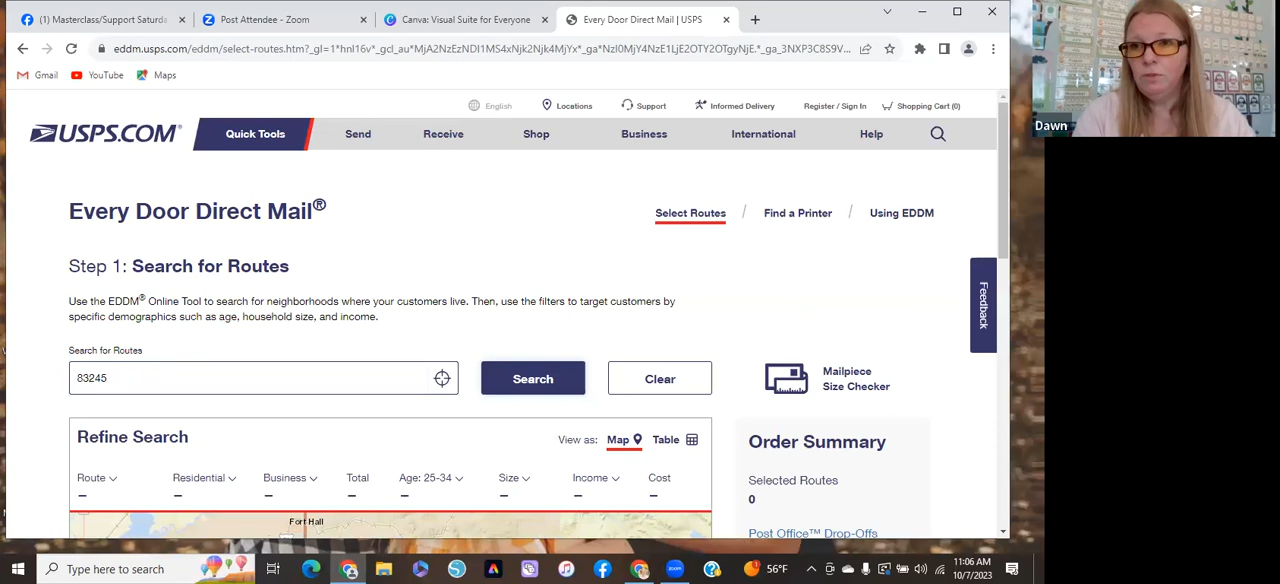 (1) Masterclass/Support Saturda
Post Attendee - Zoom
Canva: Visual Suite for Everyone
Every Door Direct Mail | USPS
eddm.usps.com/eddm/select-routes.htm?_gl=1*hnl16v*_gcl_au*MjA2NzEzNDI1MS4xNjk2Njk4MjYx*_ga*NzI0MjY4NzE1LjE2OTY2OTgyNjE.*_ga_3NXP3C8S9V...
Gmail
YouTube
Maps
English
Locations
Support
Informed Delivery
Register / Sign In
Shopping Cart (0)
USPS.COM®
Quick Tools
Send
Receive
Shop
Business
International
Help
Dawn
Every Door Direct Mail®
Select Routes / Find a Printer / Using EDDM
Step 1: Search for Routes
Use the EDDM® Online Tool to search for neighborhoods where your customers live. Then, use the filters to target customers by
specific demographics such as age, household size, and income.
Feedback
Search for Routes
83245
Search
Clear
Mailpiece
Size Checker
Refine Search
View as: Map Table
Order Summary
Route Residential Business Total Age: 25-34 Size Income Cost
– – – – – – – –
Selected Routes
0
Fort Hall
Post Office™ Drop-Offs
Type here to search
56°F
11:06 AM
10/7/2023